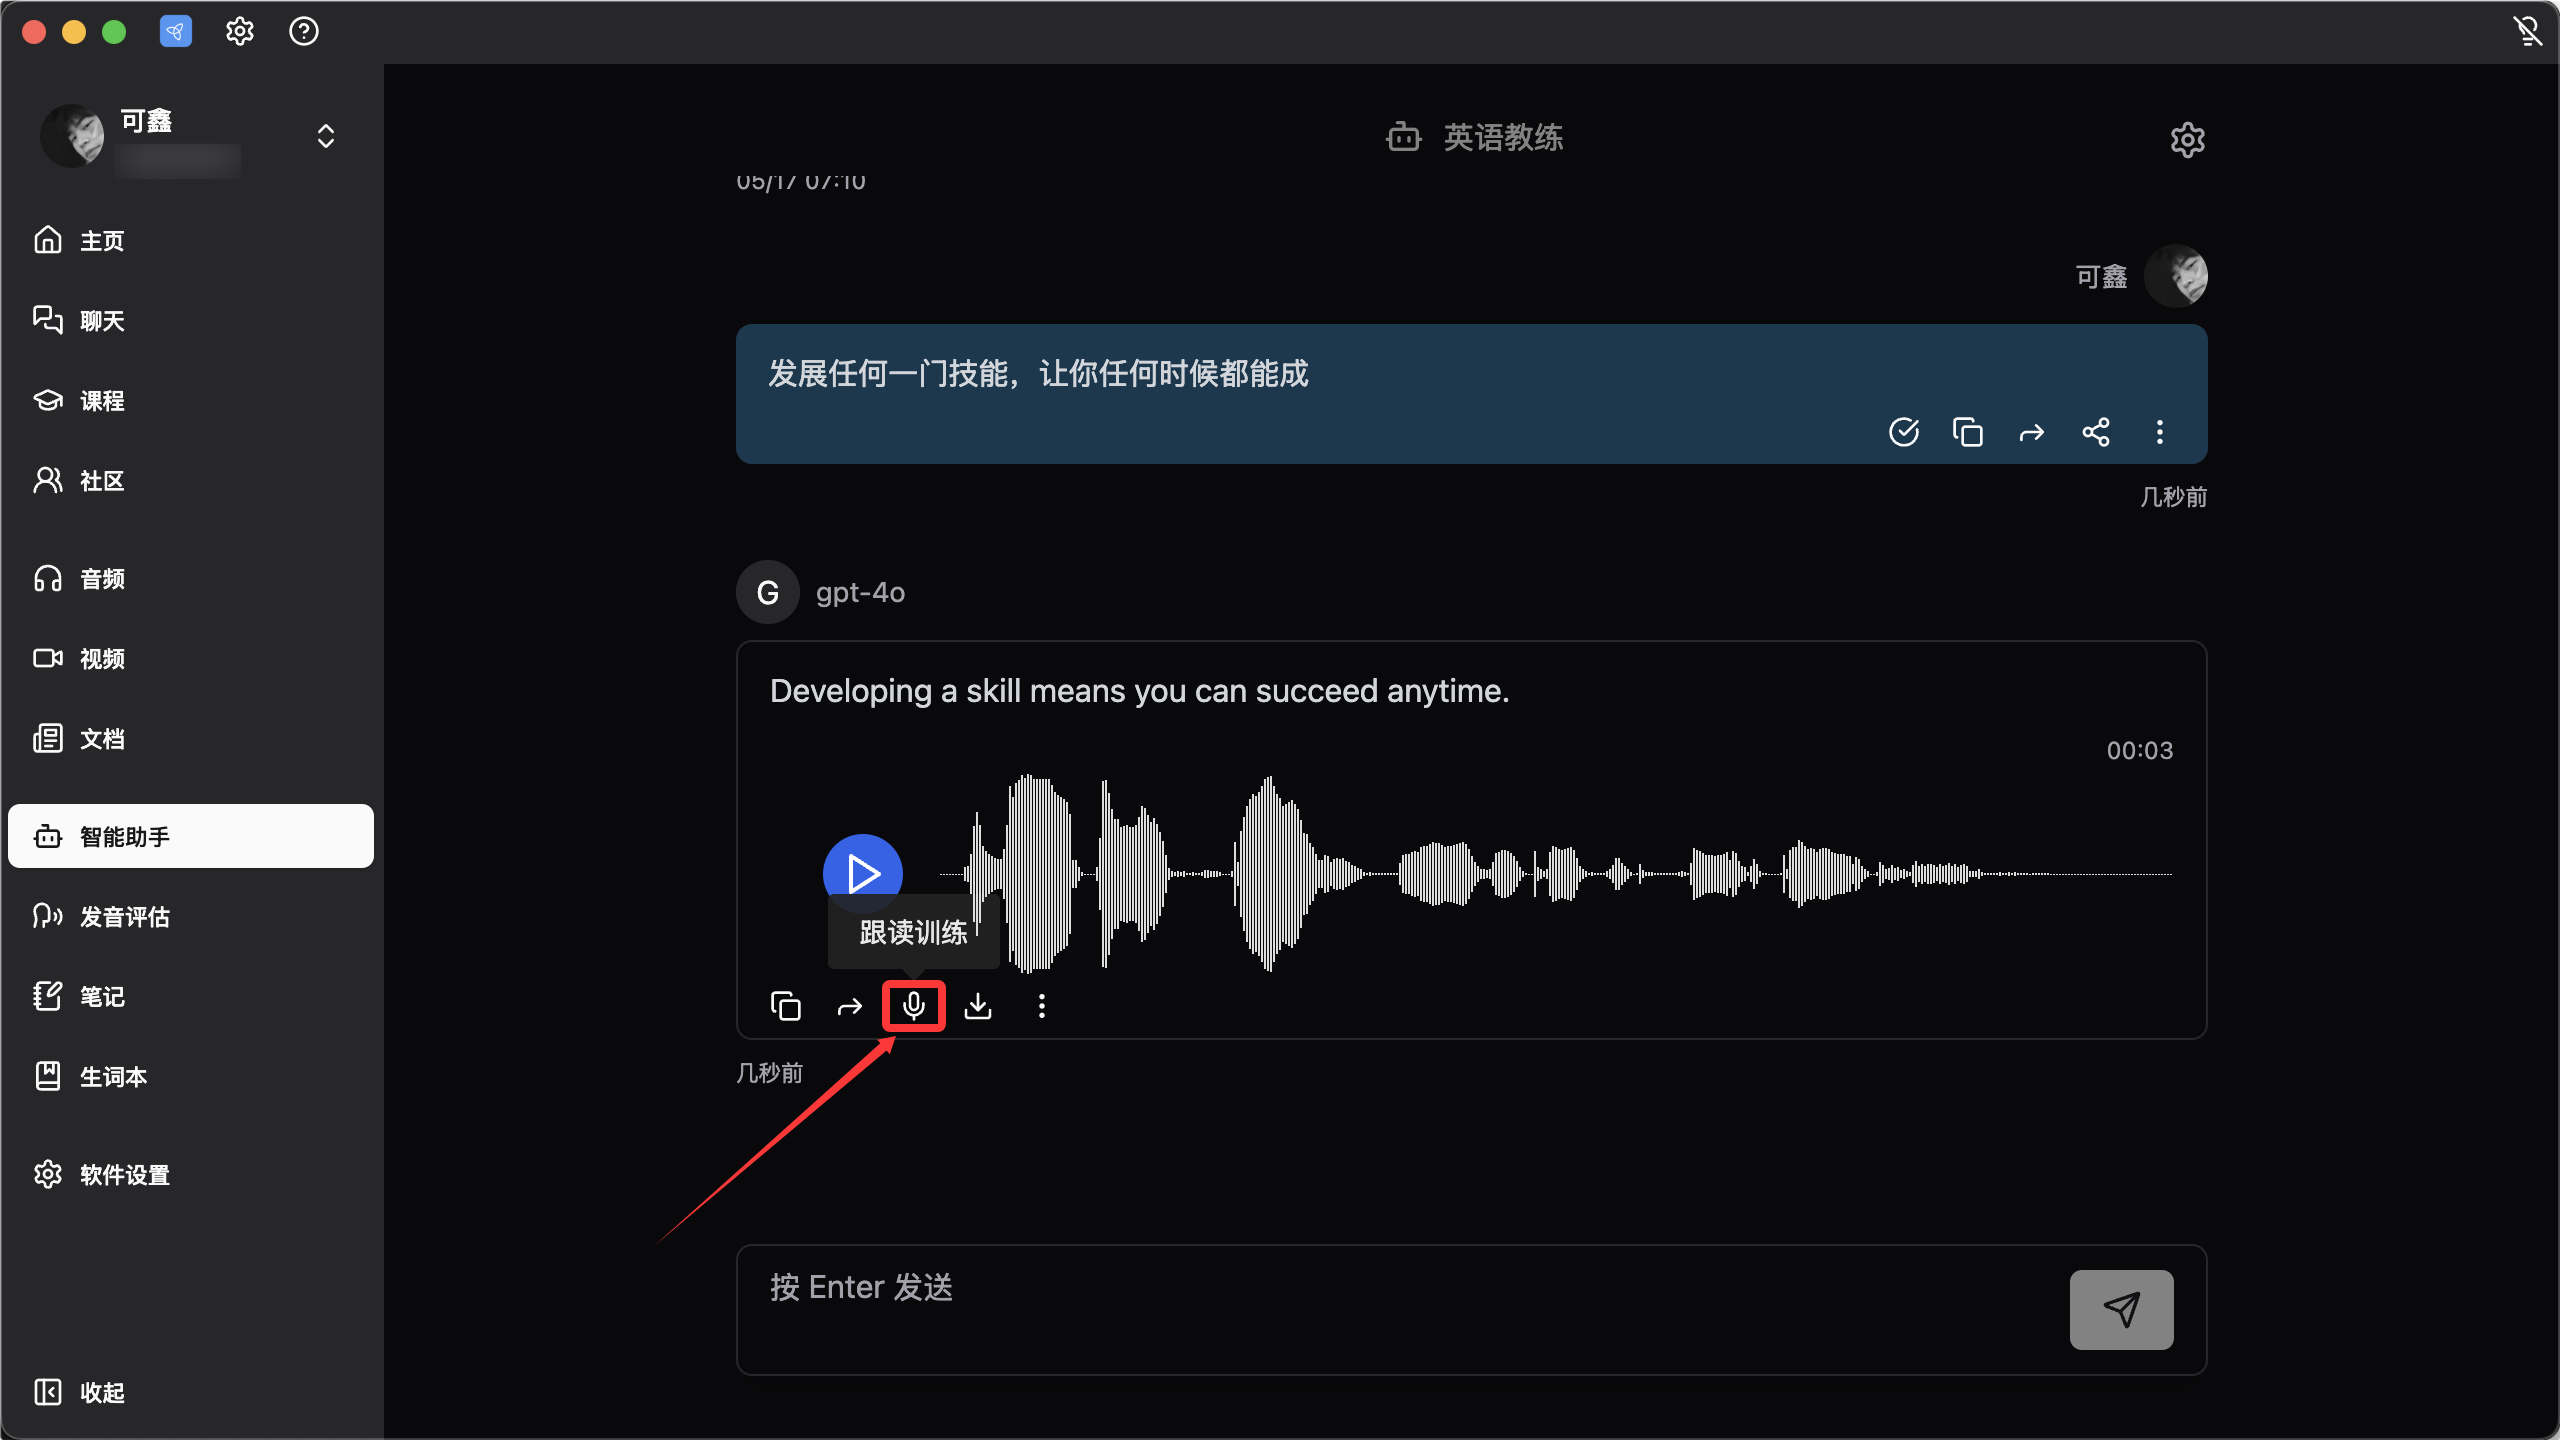 可鑫
主页
聊天
课程
社区
音频
视频
文档
智能助手
发音评估
笔记
生词本
软件设置
收起
英语教练
05/17 07:10
可鑫
发展任何一门技能，让你任何时候都能成
几秒前
G
gpt-4o
Developing a skill means you can succeed anytime.
00:03
跟读训练
几秒前
按 Enter 发送